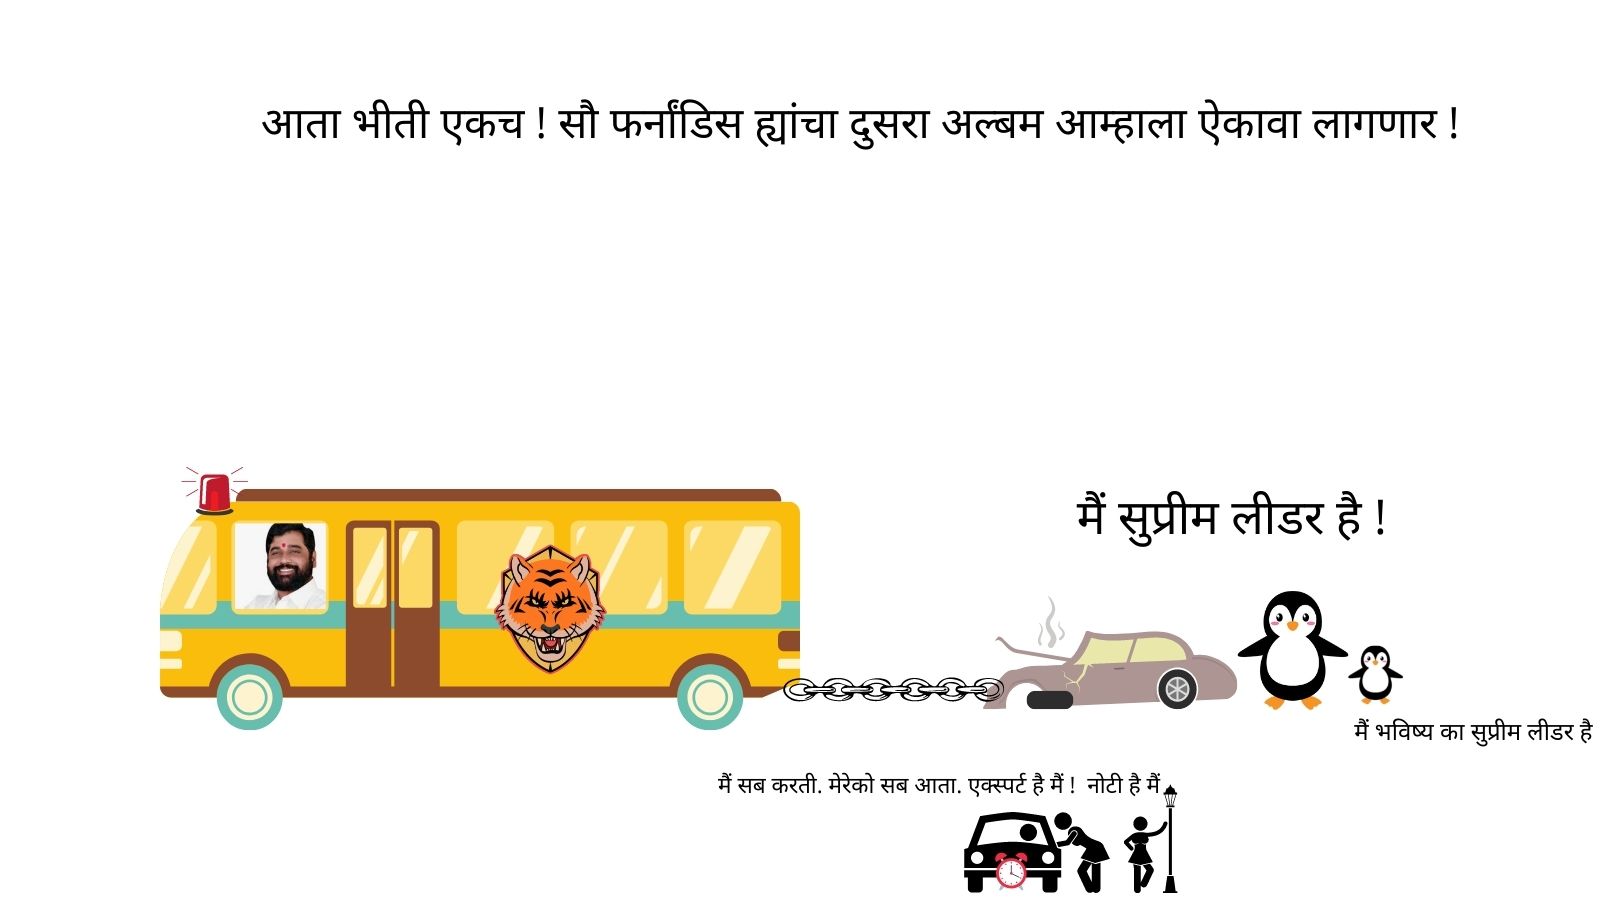 आता भीती एकच ! सौ फर्नांडिस ह्यांचा दुसरा अल्बम आम्हाला ऐकावा लागणार !
मैं सुप्रीम लीडर है !
मैं भविष्य का सुप्रीम लीडर है
मैं सब करती. मेरेको सब आता. एक्स्पर्ट है मैं ! नोटी है मैं